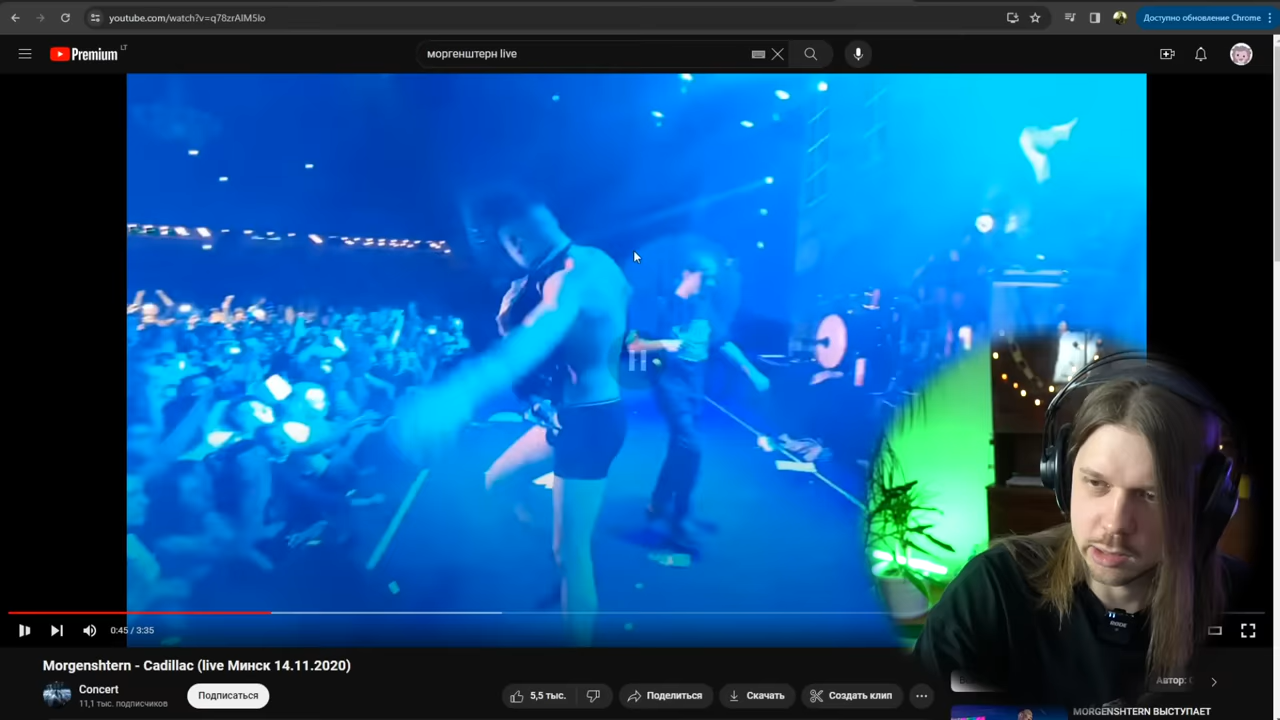 youtube.com/watch?v=q78zrAlM5lo
Доступно обновление Chrome
Premium LT
моргенштерн live
0:45 / 3:35
Morgenshtern - Cadillac (live Минск 14.11.2020)
Concert
11,1 тыс. подписчиков
Подписаться
5,5 тыс.
Поделиться
Скачать
Создать клип
Автор:
MORGENSHTERN ВЫСТУПАЕТ